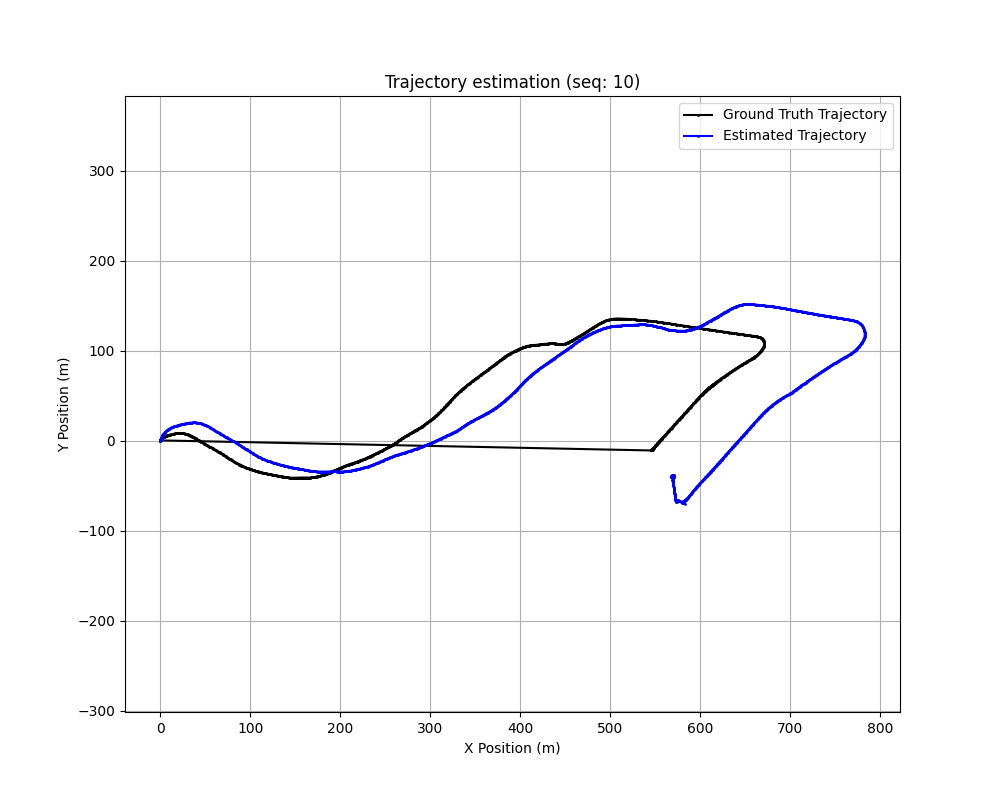 Trajectory estimation (seq: 10)
Ground Truth Trajectory
Estimated Trajectory
300
200
100
0
−100
−200
−300
Y Position (m)
0 100 200 300 400 500 600 700 800
X Position (m)